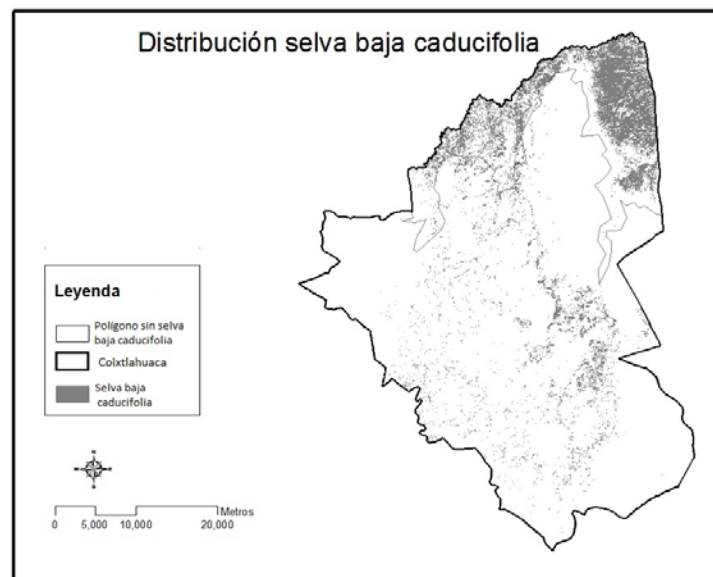 Distribución selva baja caducifolia
Leyenda
Polígono sin selva
baja caducifolia
Coixtlahuaca
Selva baja
caducifolia
Metros
0 5,000 10,000 20,000